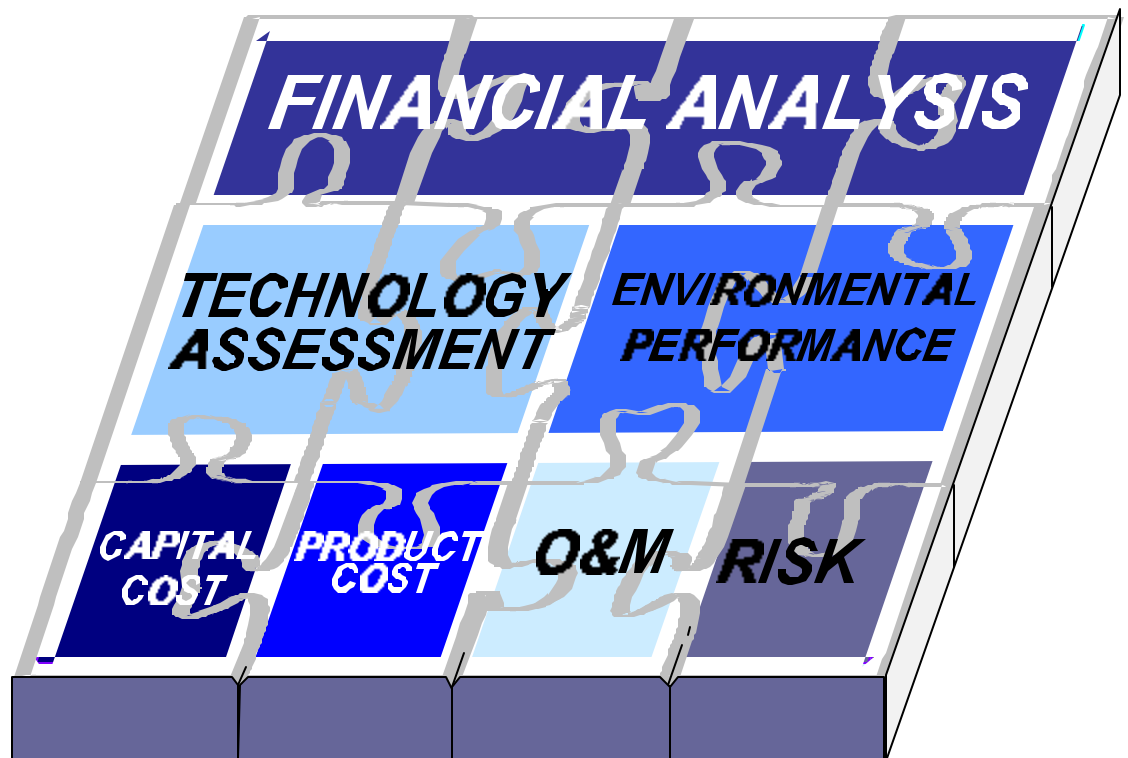 FINANCIAL ANALYSIS
TECHNOLOGY
ASSESSMENT
ENVIRONMENTAL
PERFORMANCE
CAPITAL
COST
PRODUCT
COST
O&M
RISK